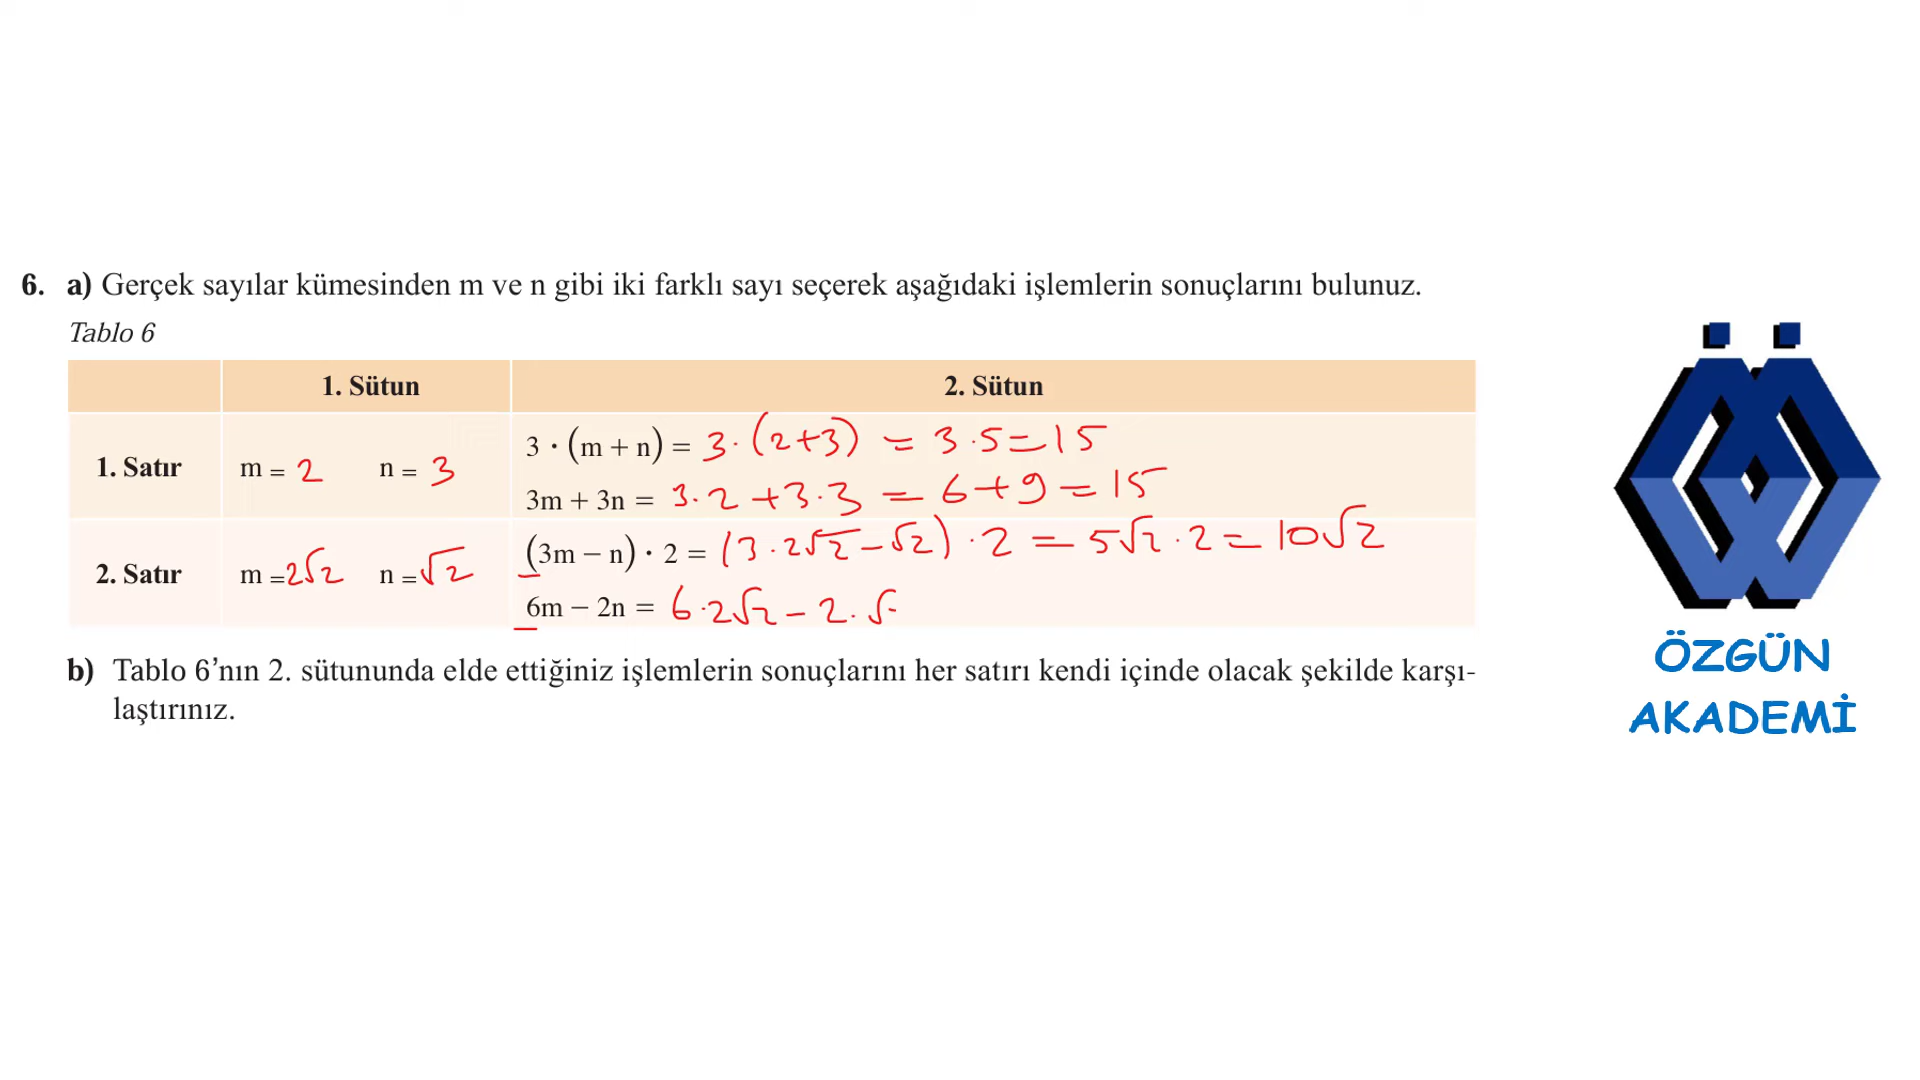 6. a) Gerçek sayılar kümesinden m ve n gibi iki farklı sayı seçerek aşağıdaki işlemlerin sonuçlarını bulunuz.
Tablo 6
1. Sütun 2. Sütun
1. Satır m = 2 n = 3
3 · (m + n) = 3 · (2+3) = 3 · 5 = 15
3m + 3n = 3 · 2 + 3 · 3 = 6 + 9 = 15
2. Satır m = 2√2 n = √2
(3m − n) · 2 = (3 · 2√2 − √2) · 2 = 5√2 · 2 = 10√2
6m − 2n = 6 · 2√2 − 2 · √
b) Tablo 6’nın 2. sütununda elde ettiğiniz işlemlerin sonuçlarını her satırı kendi içinde olacak şekilde karşı-
laştırınız.
ÖZGÜN
AKADEMİ